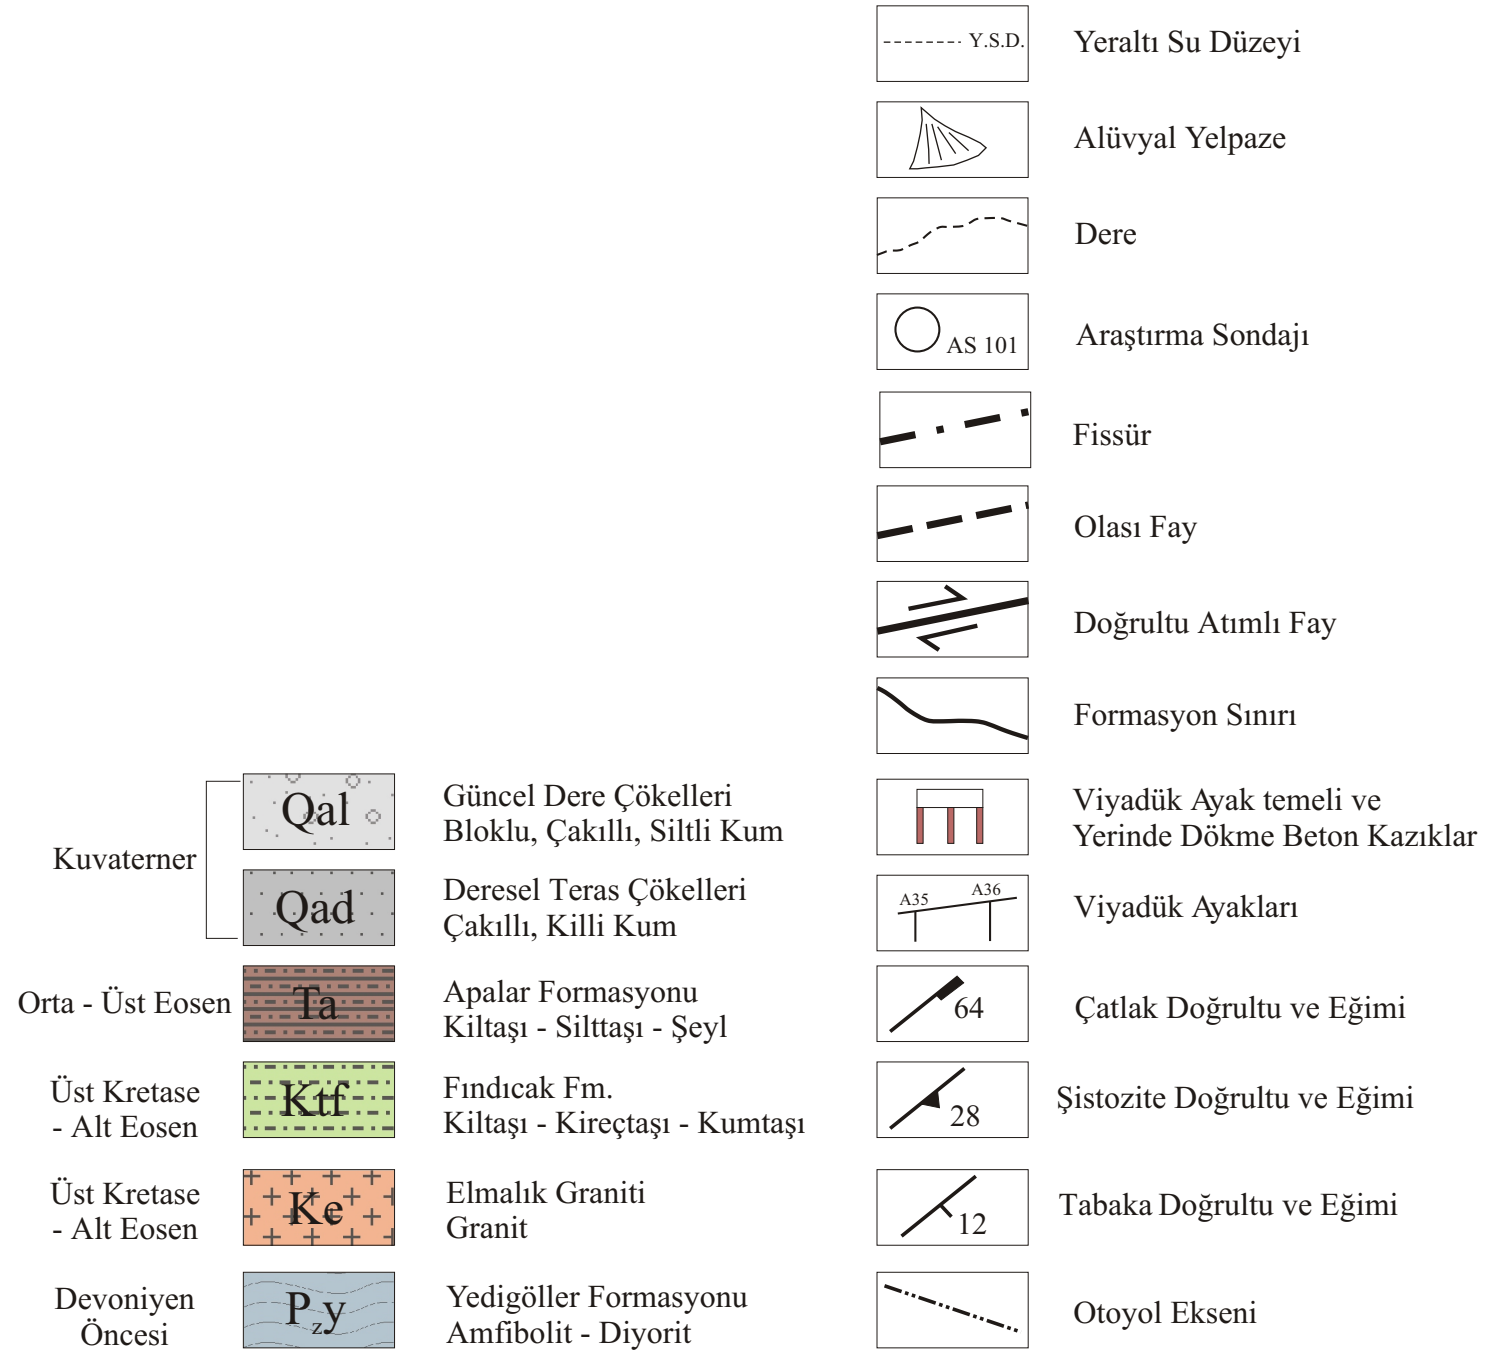 Y.S.D.
Yeraltı Su Düzeyi
Alüvyal Yelpaze
Dere
AS 101
Araştırma Sondajı
Fissür
Olası Fay
Doğrultu Atımlı Fay
Formasyon Sınırı
Kuvaterner
Qal
Güncel Dere Çökelleri
Bloklu, Çakıllı, Siltli Kum
Qad
Deresel Teras Çökelleri
Çakıllı, Killi Kum
Orta - Üst Eosen
Ta
Apalar Formasyonu
Kiltaşı - Silttaşı - Şeyl
Üst Kretase
- Alt Eosen
Ktf
Fındıcak Fm.
Kiltaşı - Kireçtaşı - Kumtaşı
Üst Kretase
- Alt Eosen
Ke
Elmalık Graniti
Granit
Devoniyen
Öncesi
Pzy
Yedigöller Formasyonu
Amfibolit - Diyorit
Viyadük Ayak temeli ve
Yerinde Dökme Beton Kazıklar
A35
A36
Viyadük Ayakları
64
Çatlak Doğrultu ve Eğimi
28
Şistozite Doğrultu ve Eğimi
12
Tabaka Doğrultu ve Eğimi
Otoyol Ekseni